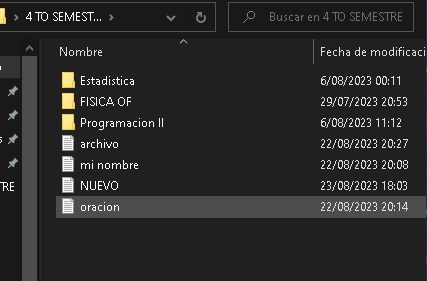 4 TO SEMEST...
Buscar en 4 TO SEMESTRE
Nombre
Fecha de modificaci
Estadistica 6/08/2023 00:11
FISICA OF 29/07/2023 20:53
Programacion II 6/08/2023 11:12
archivo 22/08/2023 20:27
mi nombre 22/08/2023 20:08
NUEVO 23/08/2023 18:03
oracion 22/08/2023 20:14
TRE